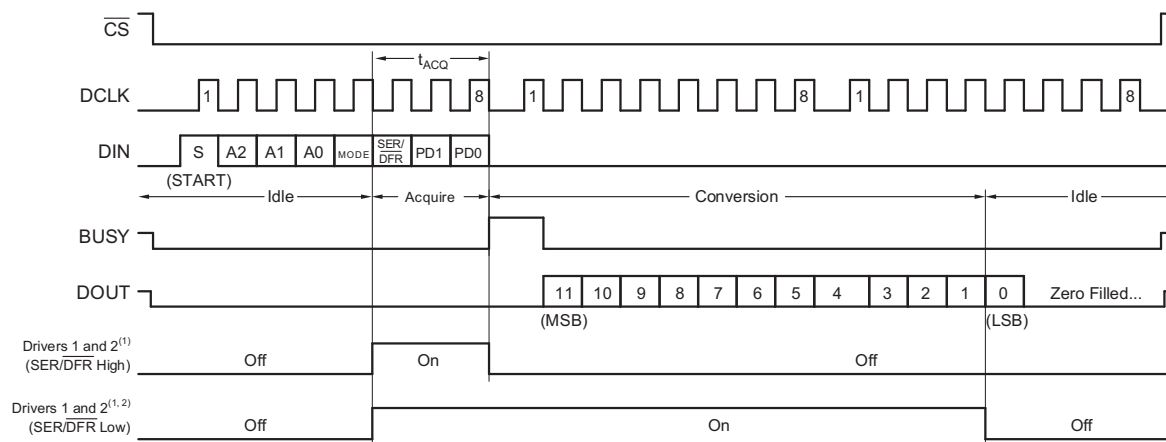 CS
tACQ
DCLK 1 8 1 8 1 8
DIN S A2 A1 A0 MODE SER/DFR PD1 PD0
(START)
Idle Acquire Conversion Idle
BUSY
DOUT 11 10 9 8 7 6 5 4 3 2 1 0 Zero Filled...
(MSB) (LSB)
Drivers 1 and 2(1)
(SER/DFR High) Off On Off
Drivers 1 and 2(1, 2)
(SER/DFR Low) Off On Off